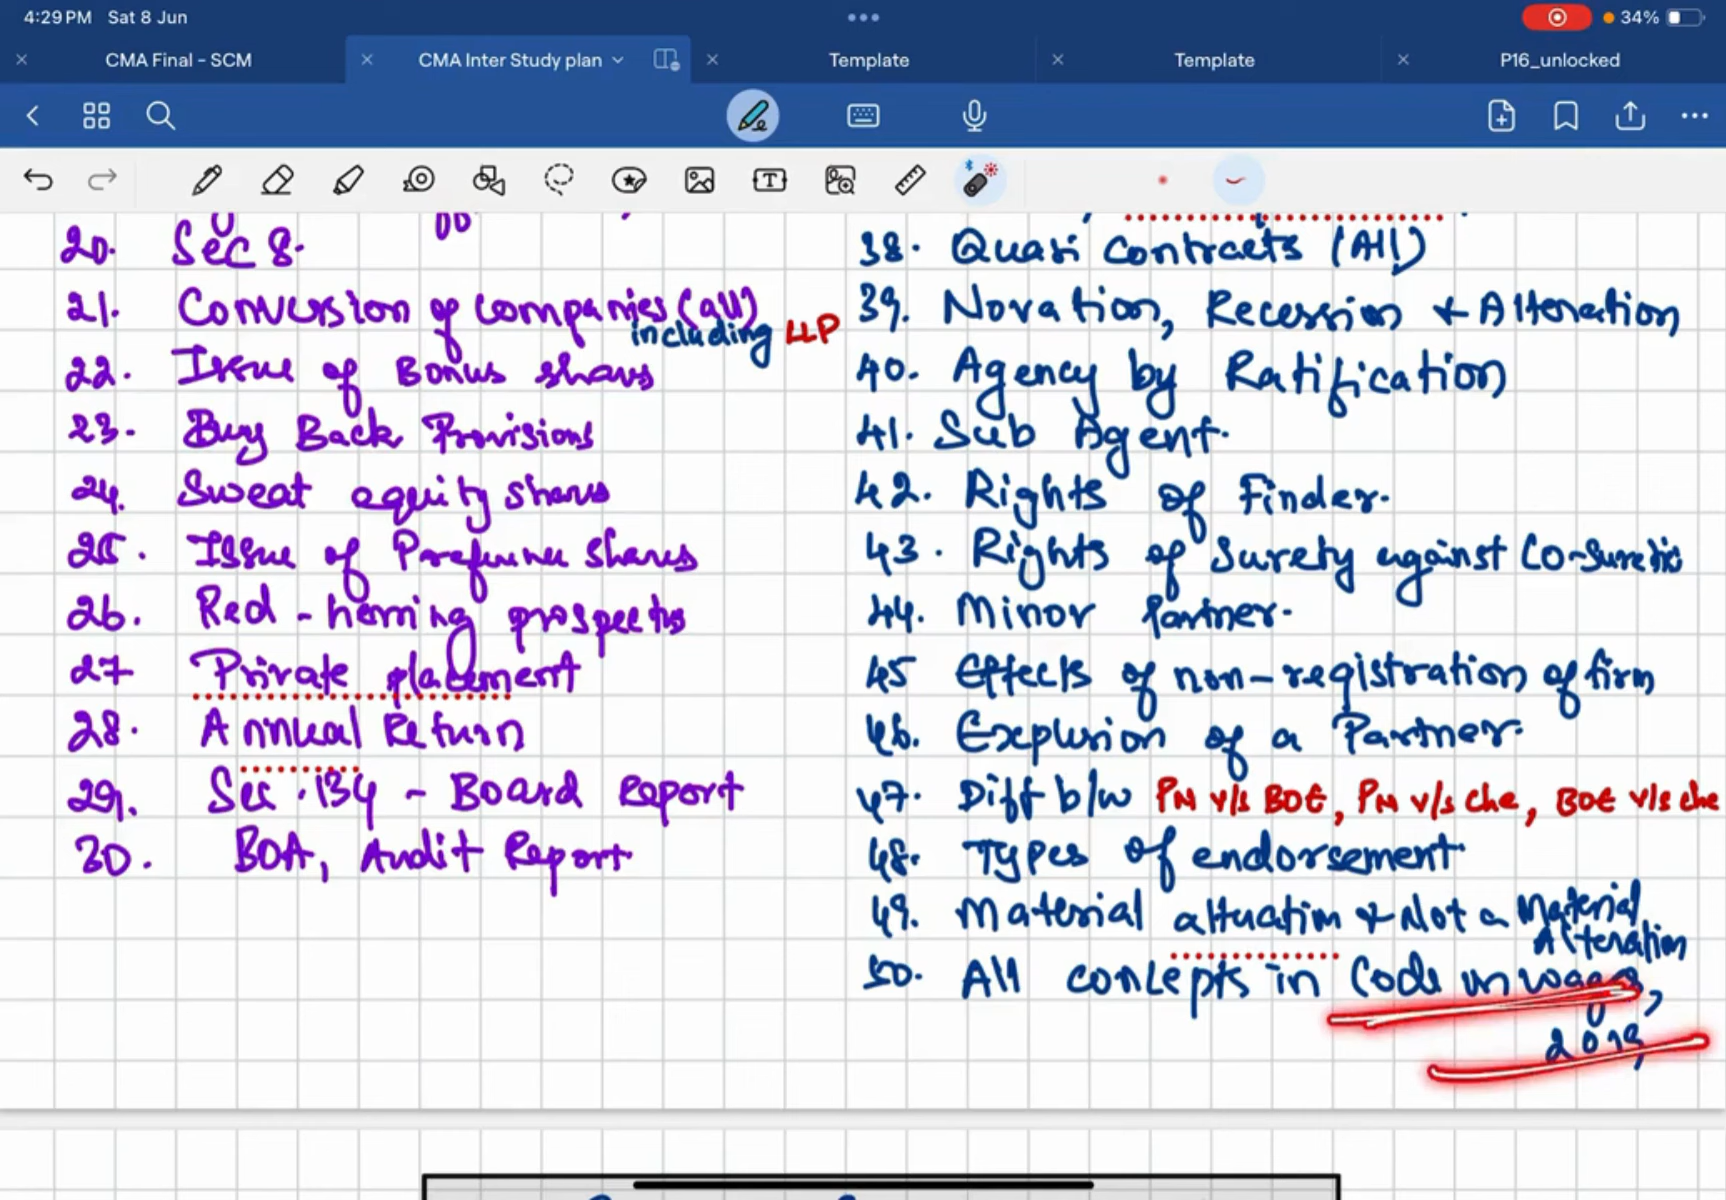 4:29 PM Sat 8 Jun
34%
CMA Final - SCM
CMA Inter Study plan
Template
Template
P16_unlocked
20. Sec 8.
21. Conversion of companies (all)
including LLP
22. Issue of Bonus shares
23. Buy Back Provisions
24. Sweat equity shares
25. Issue of Preference shares
26. Red-herring prospectus
27 Private placement
28. Annual Return
29. Sec. 134 - Board Report
30. BOA, Audit Report
38. Quasi Contracts (All)
39. Novation, Recession & Alteration
40. Agency by Ratification
41. Sub Agent.
42. Rights of Finder.
43. Rights of Surety against Co-Sureties
44. Minor Partner.
45 Effects of non-registration of firm
46. Explusion of a Partner.
47. Diff b/w PN v/s BOE, PN v/s Che, BOE v/s Che
48. Types of endorsement
49. Material alteration & Not a Material
Alteration
50. All concepts in Code on wages,
2019